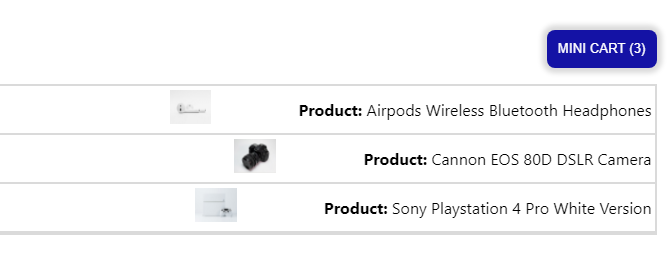 MINI CART (3)
Product: Airpods Wireless Bluetooth Headphones
Product: Cannon EOS 80D DSLR Camera
Product: Sony Playstation 4 Pro White Version